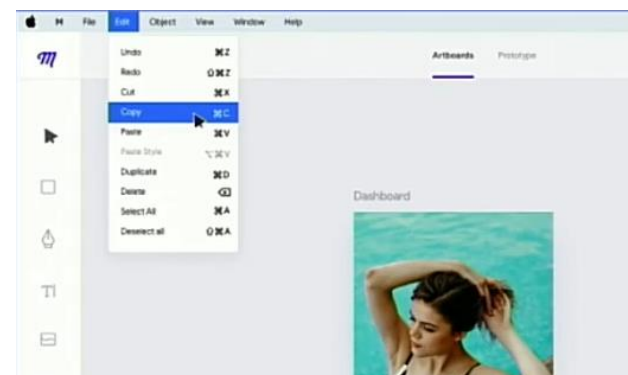 M File Edit Object View Window Help
Artboards Prototype
Undo ⌘Z
Redo ⇧⌘Z
Cut ⌘X
Copy ⌘C
Paste ⌘V
Paste Style ⌥⌘V
Duplicate ⌘D
Delete ⌫
Select All ⌘A
Deselect all ⇧⌘A
Dashboard
T